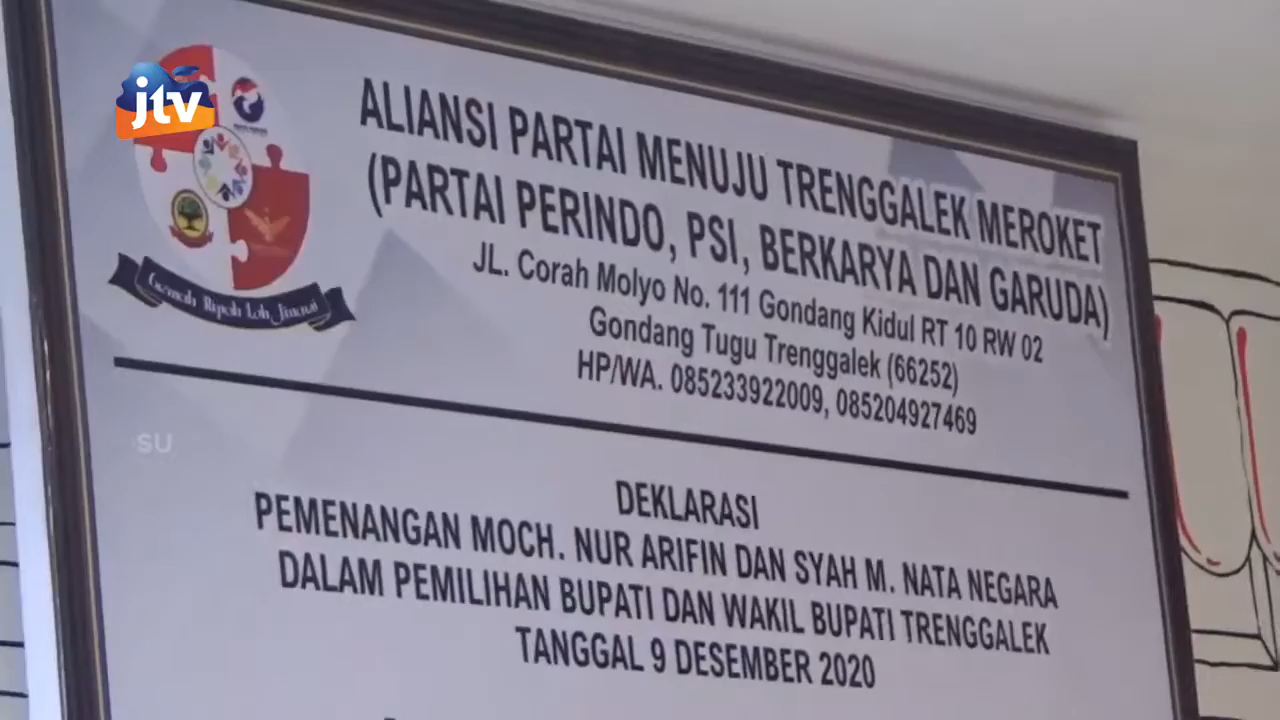 jtv
ALIANSI PARTAI MENUJU TRENGGALEK MEROKET
(PARTAI PERINDO, PSI, BERKARYA DAN GARUDA)
JL. Corah Molyo No. 111 Gondang Kidul RT 10 RW 02
Gondang Tugu Trenggalek (66252)
HP/WA. 085233922009, 085204927469
Loh Jinawi
SU
DEKLARASI
PEMENANGAN MOCH. NUR ARIFIN DAN SYAH M. NATA NEGARA
DALAM PEMILIHAN BUPATI DAN WAKIL BUPATI TRENGGALEK
TANGGAL 9 DESEMBER 2020